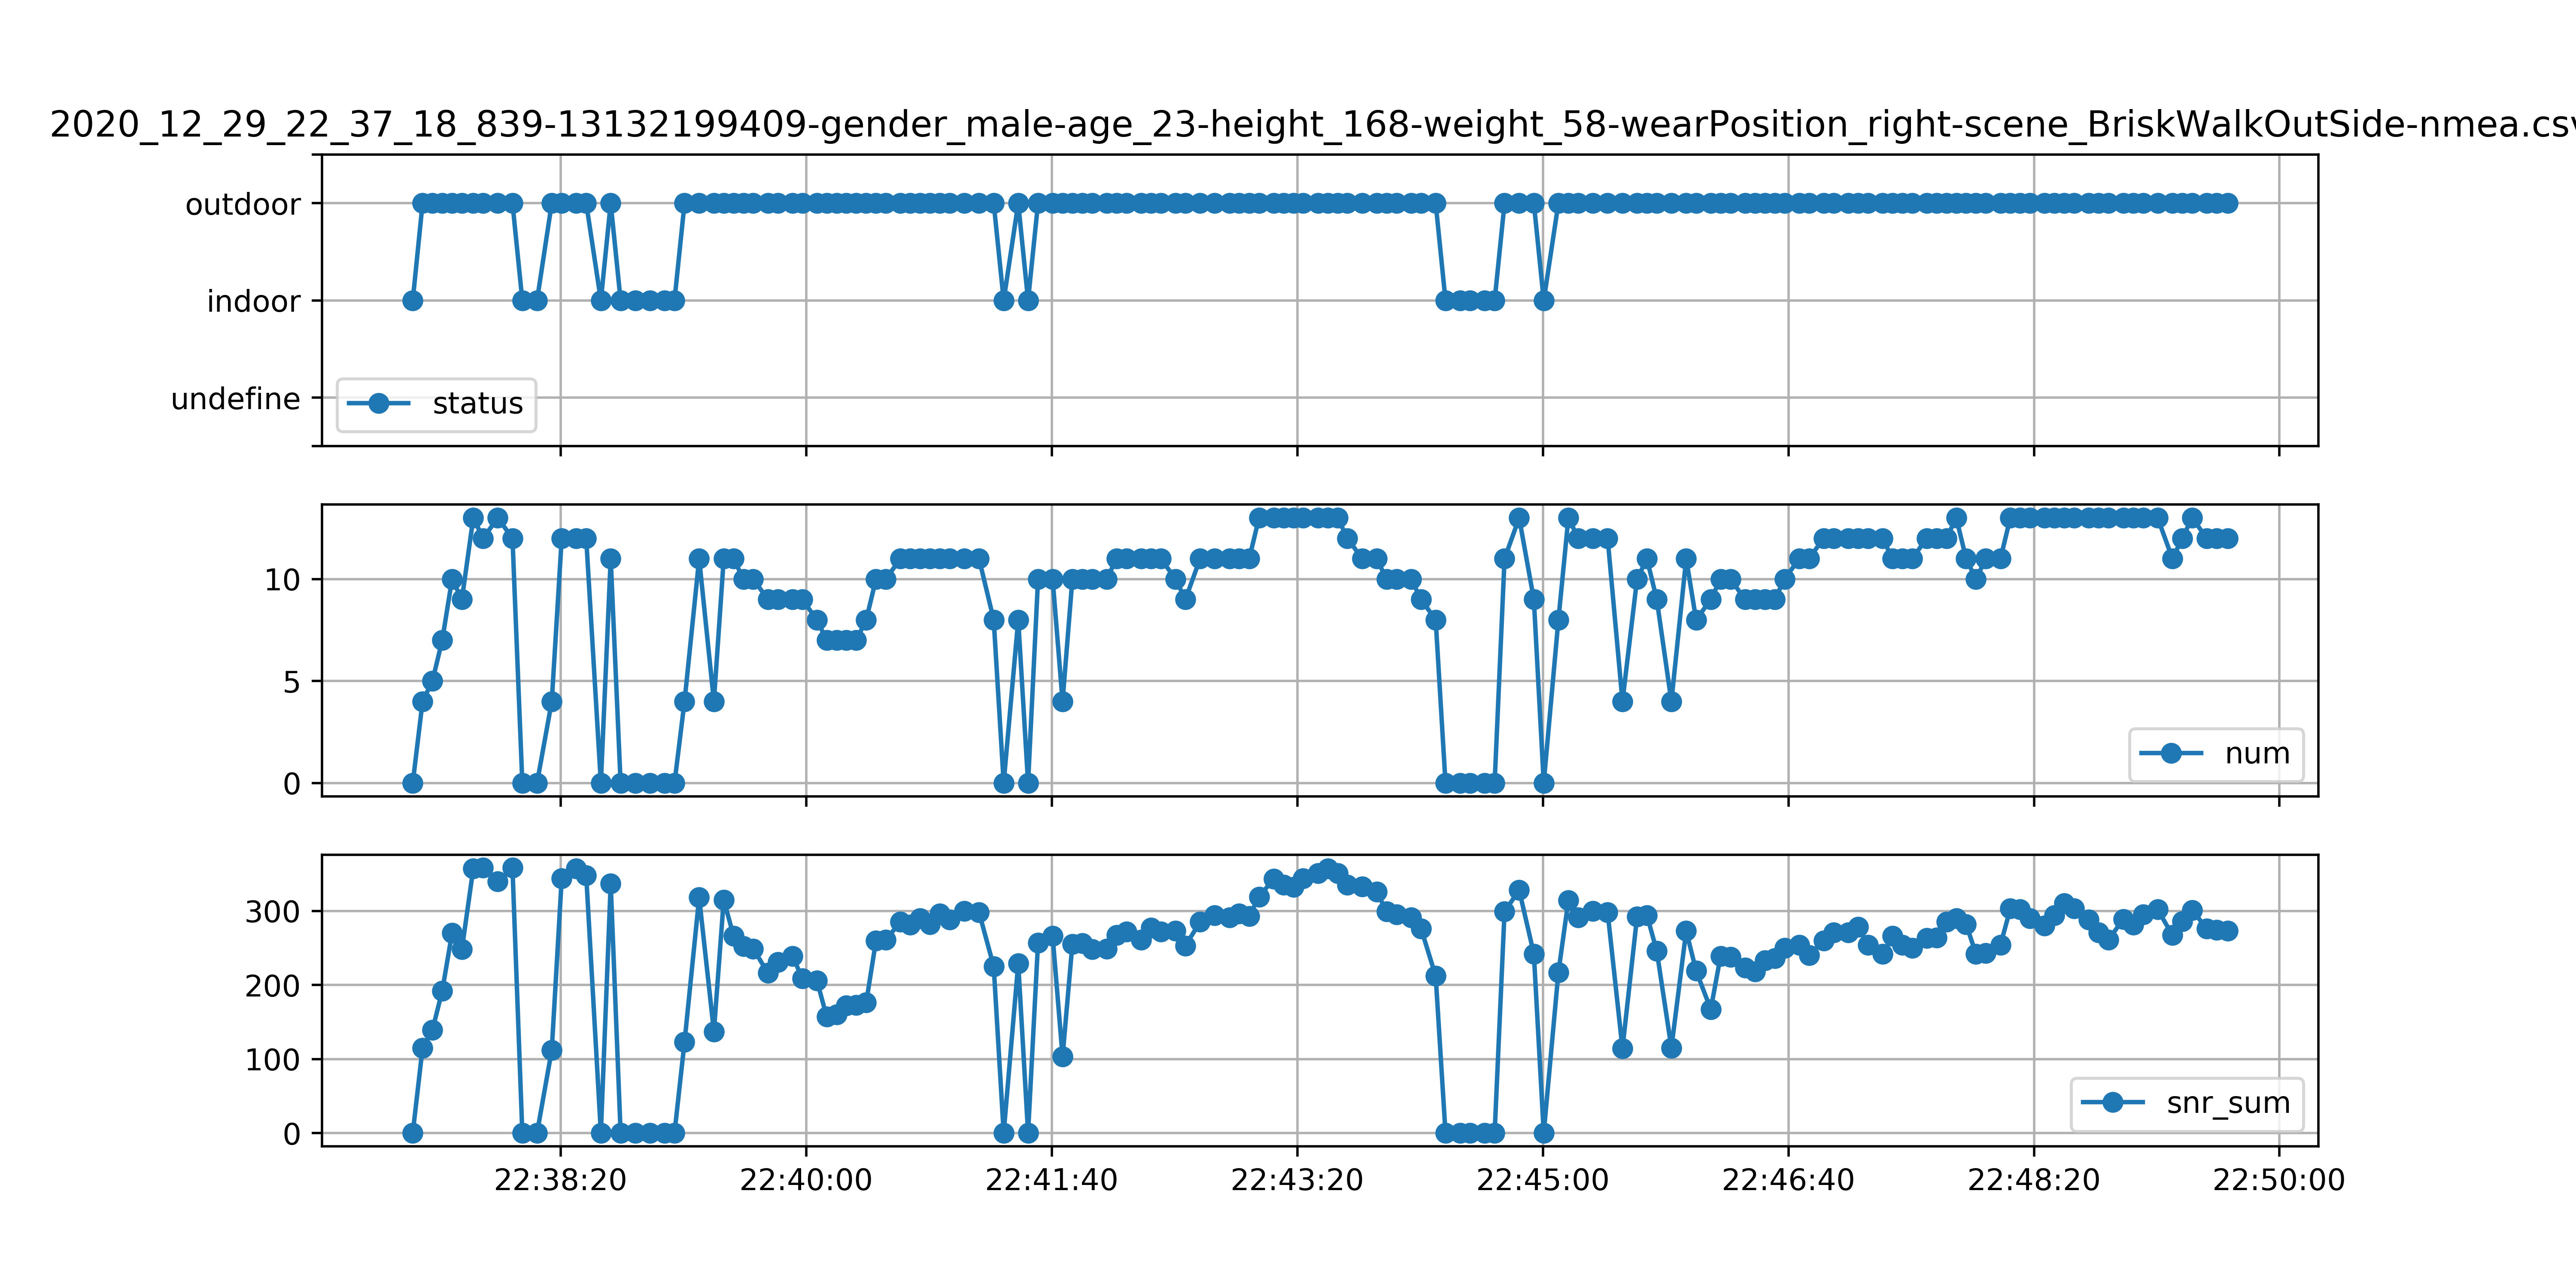 2020_12_29_22_37_18_839-13132199409-gender_male-age_23-height_168-weight_58-wearPosition_right-scene_BriskWalkOutSide-nmea.csv
outdoor
indoor
undefine
status
10
5
0
num
300
200
100
0
snr_sum
22:38:20 22:40:00 22:41:40 22:43:20 22:45:00 22:46:40 22:48:20 22:50:00